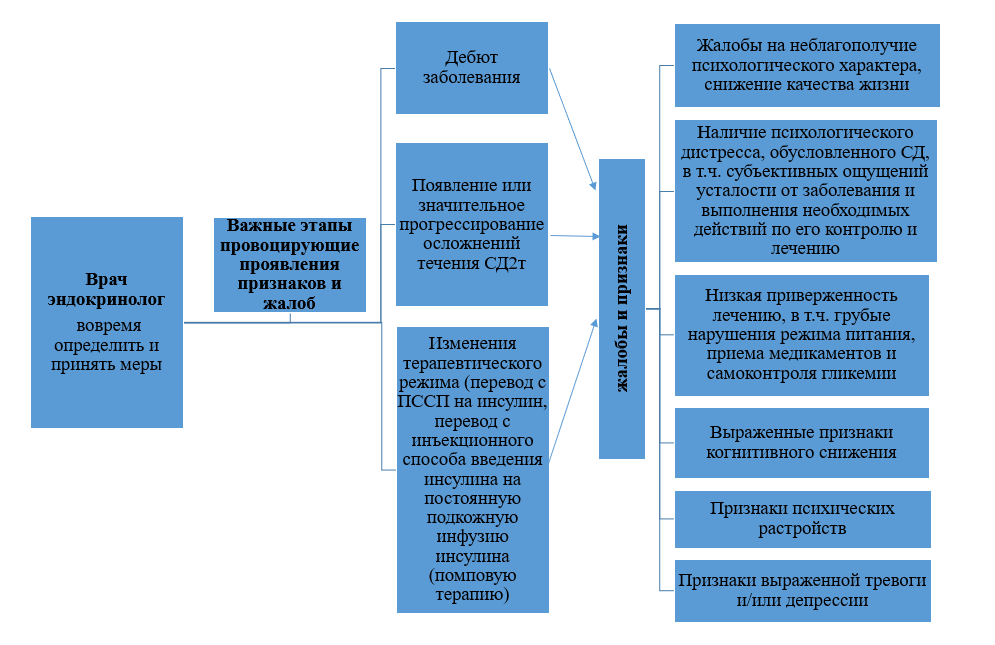 Врач
эндокринолог
вовремя
определить и
принять меры
Важные этапы
провоцирующие
проявления
признаков и
жалоб
Дебют
заболевания
Появление или
значительное
прогрессирование
осложнений
течения СД2т
Изменения
терапевтического
режима (перевод с
ПССП на инсулин,
перевод с
инъекционного
способа введения
инсулина на
постоянную
подкожную
инфузию
инсулина
(помповую
терапию)
жалобы и признаки
Жалобы на неблагополучие
психологического характера,
снижение качества жизни
Наличие психологического
дистресса, обусловленного СД,
в т.ч. субъективных ощущений
усталости от заболевания и
выполнения необходимых
действий по его контролю и
лечению
Низкая приверженность
лечению, в т.ч. грубые
нарушения режима питания,
приема медикаментов и
самоконтроля гликемии
Выраженные признаки
когнитивного снижения
Признаки психических
растройств
Признаки выраженной тревоги
и/или депрессии